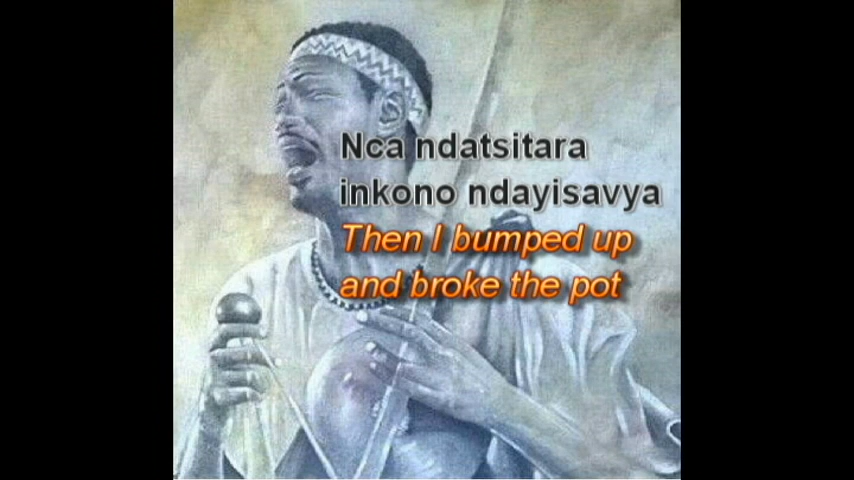 Nca ndatsitara
inkono ndayisavya
Then I bumped up
and broke the pot